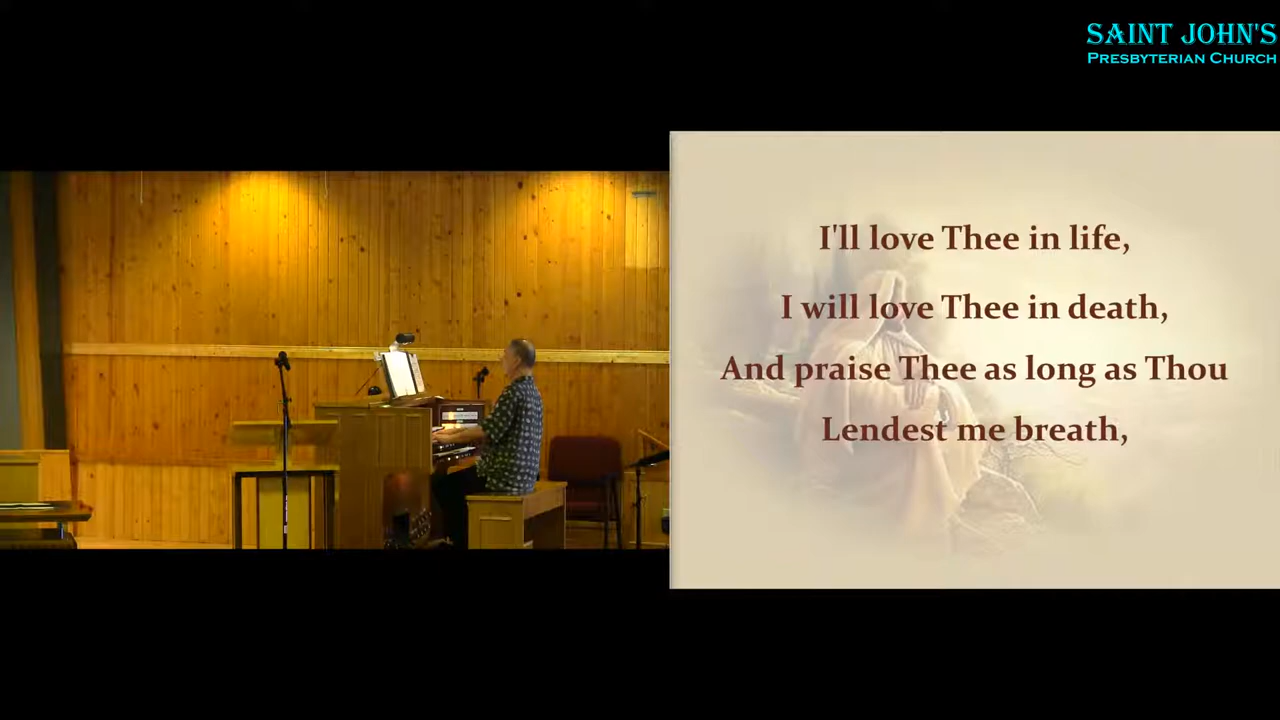 SAINT JOHN'S
PRESBYTERIAN CHURCH
I'll love Thee in life,
I will love Thee in death,
And praise Thee as long as Thou
Lendest me breath,